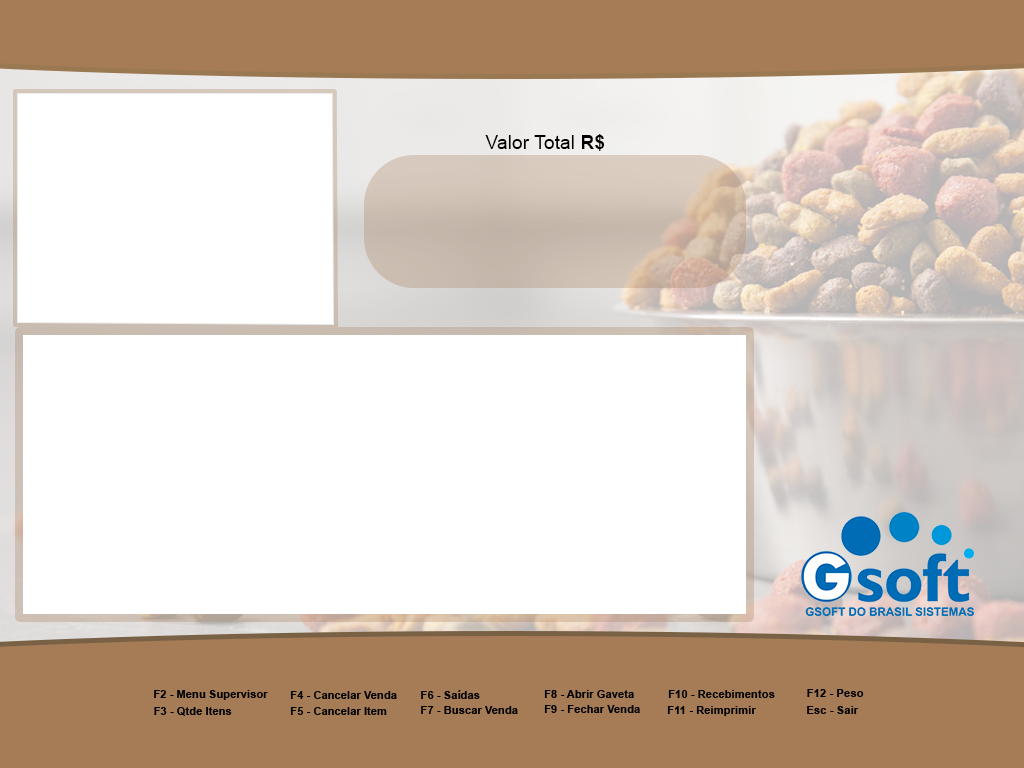 Valor Total R$
Gsoft
GSOFT DO BRASIL SISTEMAS
F2 - Menu Supervisor
F3 - Qtde Itens
F4 - Cancelar Venda
F5 - Cancelar Item
F6 - Saídas
F7 - Buscar Venda
F8 - Abrir Gaveta
F9 - Fechar Venda
F10 - Recebimentos
F11 - Reimprimir
F12 - Peso
Esc - Sair